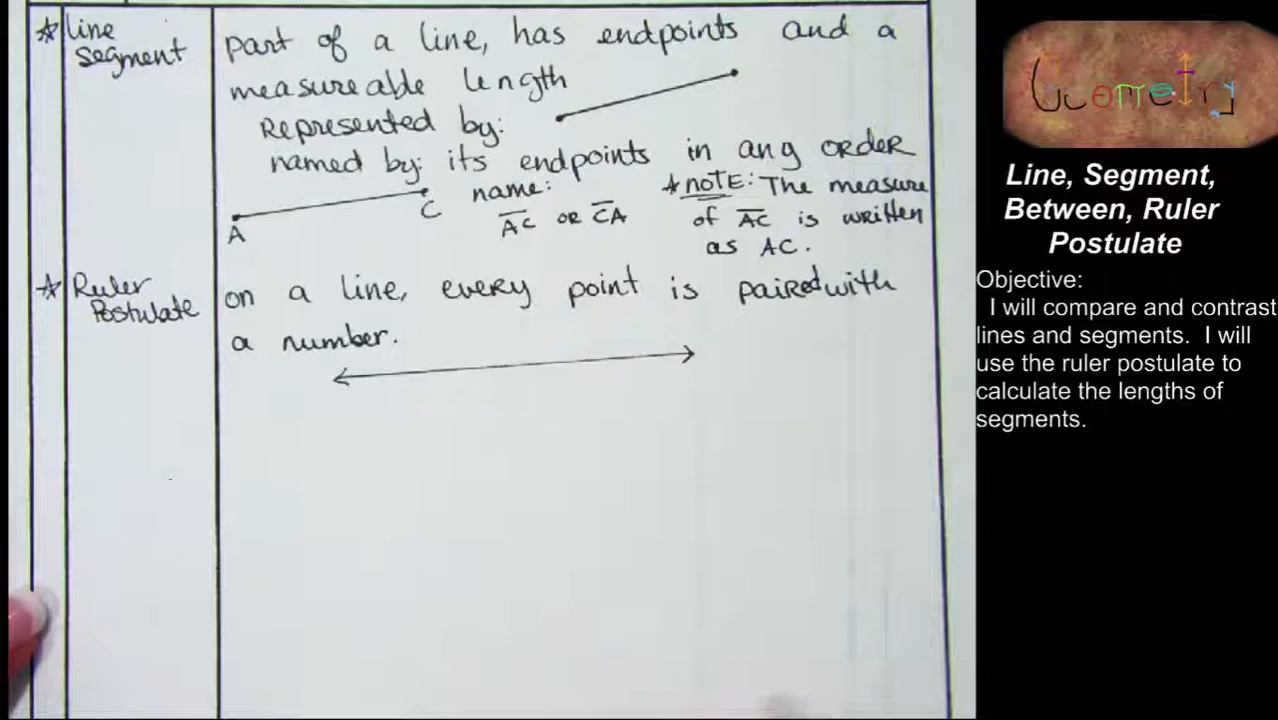 ★ Line
Segment
part of a line, has endpoints and a
measureable length
Represented by:
named by: its endpoints in any order
A
C
name:
AC or CA
★ NOTE: The measure
of AC is written
as AC.
★ Ruler
Postulate
on a line, every point is paired with
a number.
Geometry
Line, Segment,
Between, Ruler
Postulate
Objective:
I will compare and contrast
lines and segments. I will
use the ruler postulate to
calculate the lengths of
segments.